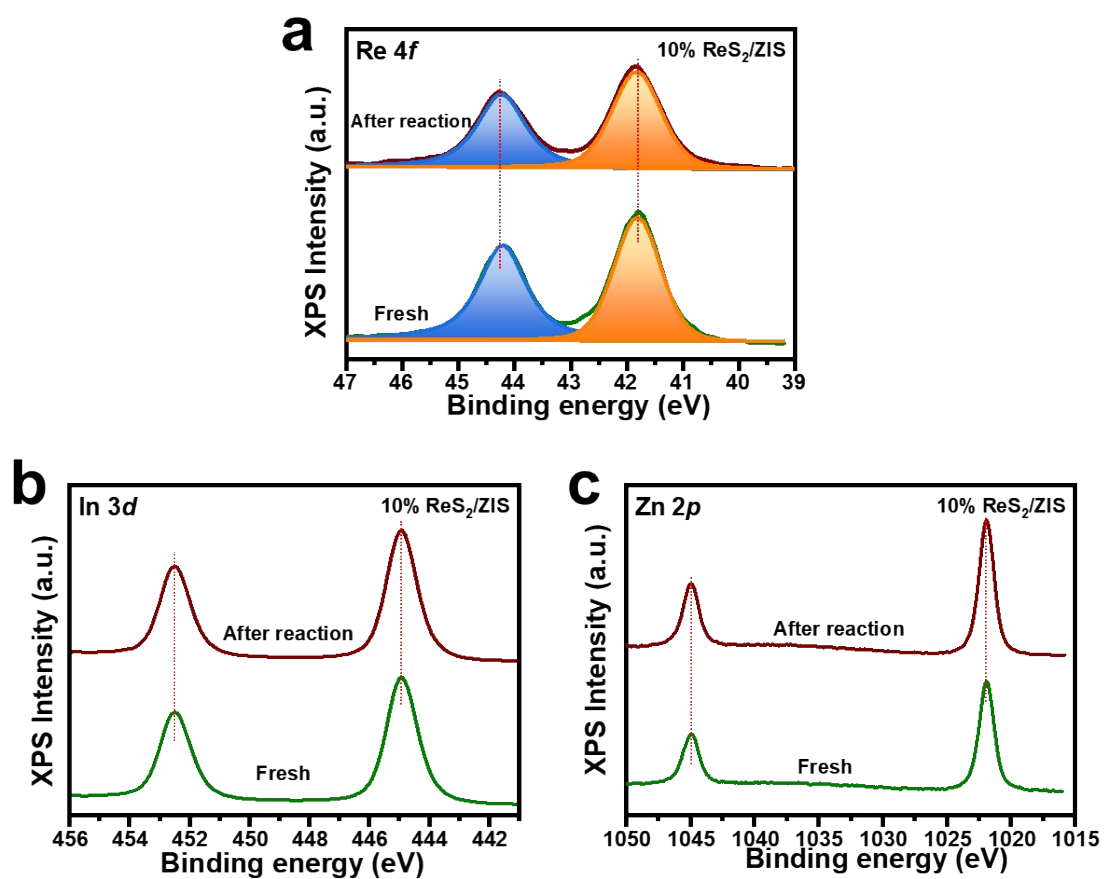 a
Re 4f
10% ReS₂/ZIS
After reaction
Fresh
XPS Intensity (a.u.)
47 46 45 44 43 42 41 40 39
Binding energy (eV)
b
In 3d
10% ReS₂/ZIS
After reaction
Fresh
XPS Intensity (a.u.)
456 454 452 450 448 446 444 442
Binding energy (eV)
c
Zn 2p
10% ReS₂/ZIS
After reaction
Fresh
XPS Intensity (a.u.)
1050 1045 1040 1035 1030 1025 1020 1015
Binding energy (eV)